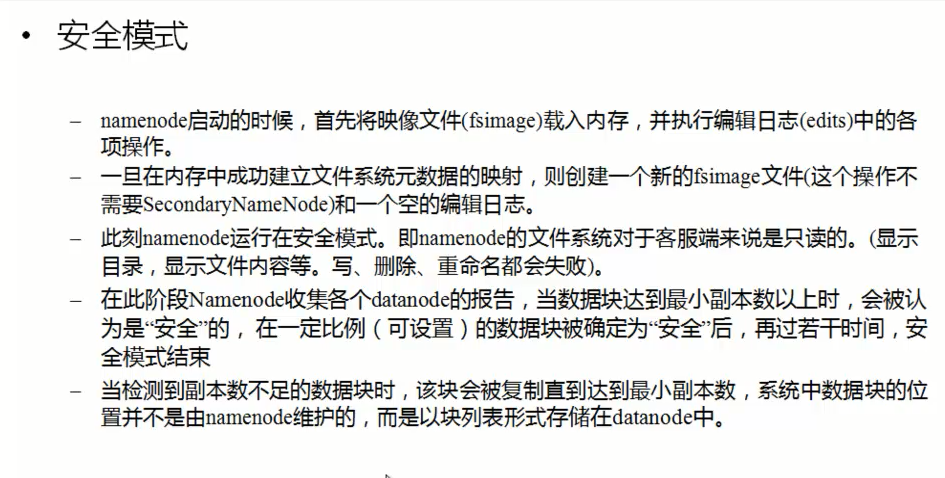 • 安全模式
– namenode启动的时候，首先将映像文件(fsimage)载入内存，并执行编辑日志(edits)中的各
项操作。
– 一旦在内存中成功建立文件系统元数据的映射，则创建一个新的fsimage文件(这个操作不
需要SecondaryNameNode)和一个空的编辑日志。
– 此刻namenode运行在安全模式。即namenode的文件系统对于客服端来说是只读的。(显示
目录，显示文件内容等。写、删除、重命名都会失败)。
– 在此阶段Namenode收集各个datanode的报告，当数据块达到最小副本数以上时，会被认
为是“安全”的， 在一定比例（可设置）的数据块被确定为“安全”后，再过若干时间，安
全模式结束
– 当检测到副本数不足的数据块时，该块会被复制直到达到最小副本数，系统中数据块的位
置并不是由namenode维护的，而是以块列表形式存储在datanode中。